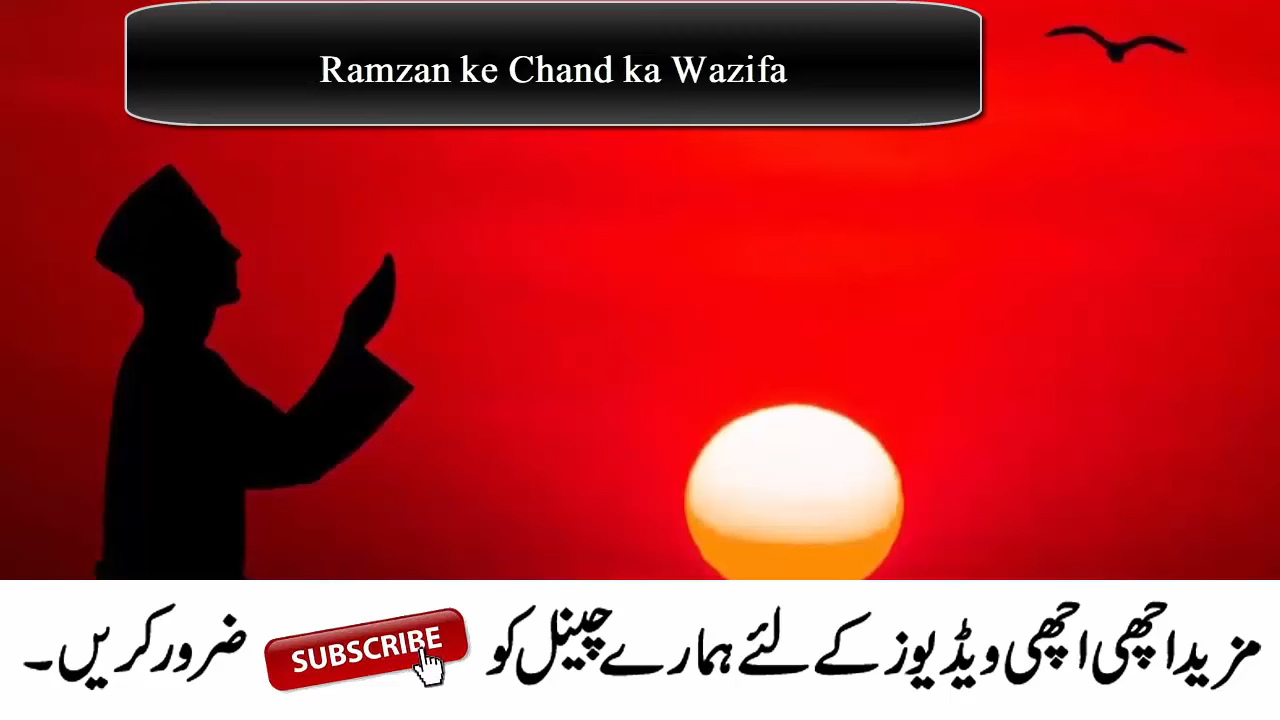 Ramzan ke Chand ka Wazifa
مزید اچھی اچھی ویڈیوز کے لئے ہمارے چینل کو SUBSCRIBE ضرور کریں۔